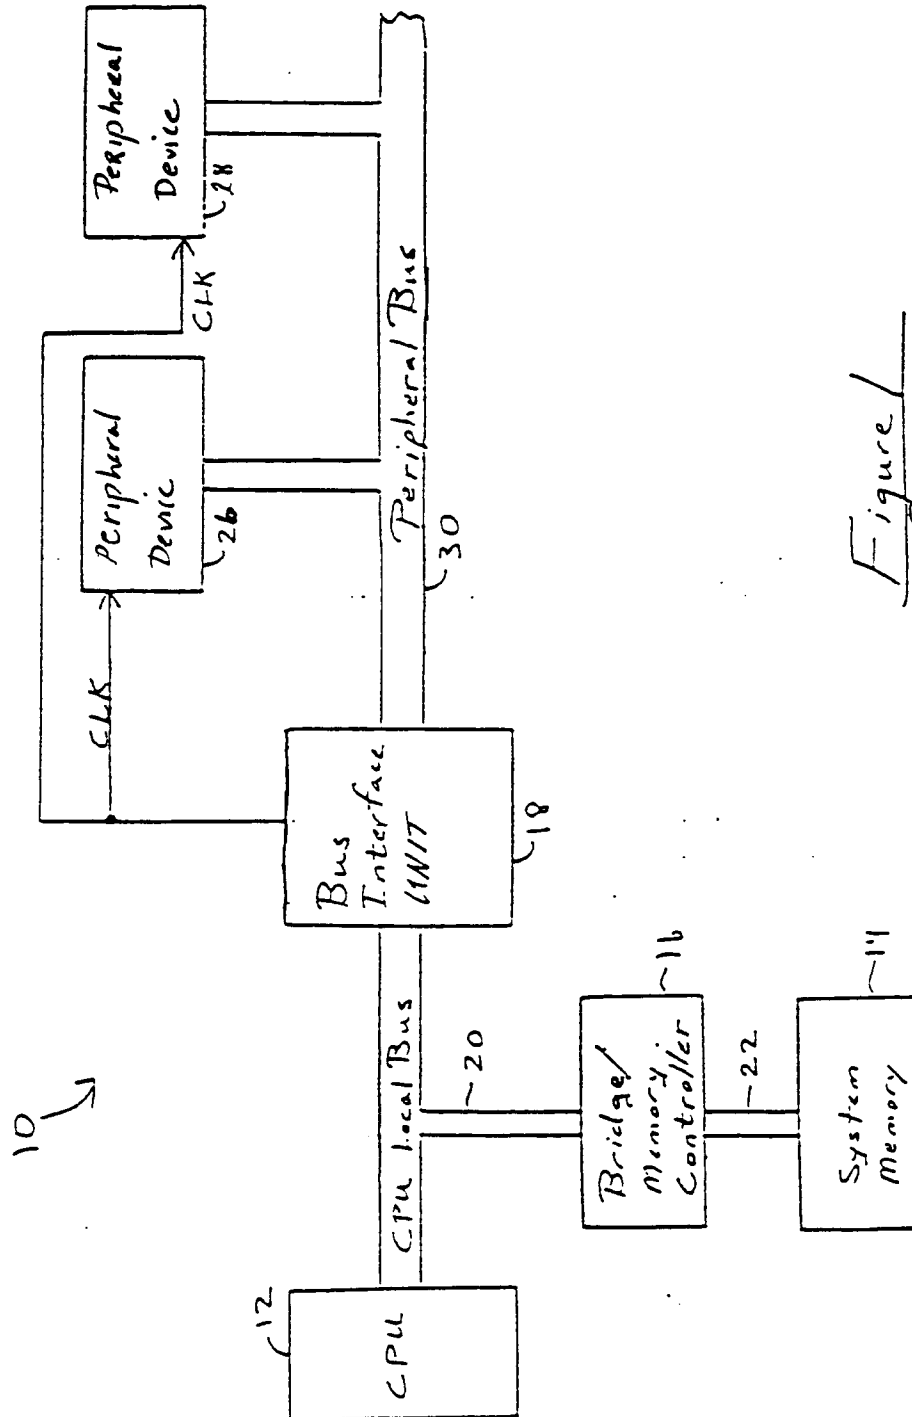 10
12
CPU
CPU Local Bus
20
Bridge/
Memory
Controller
16
22
System
Memory
14
Bus
Interface
UNIT
18
CLK
Peripheral
Device
26
CLK
Peripheral
Device
28
Peripheral Bus
30
Figure 1